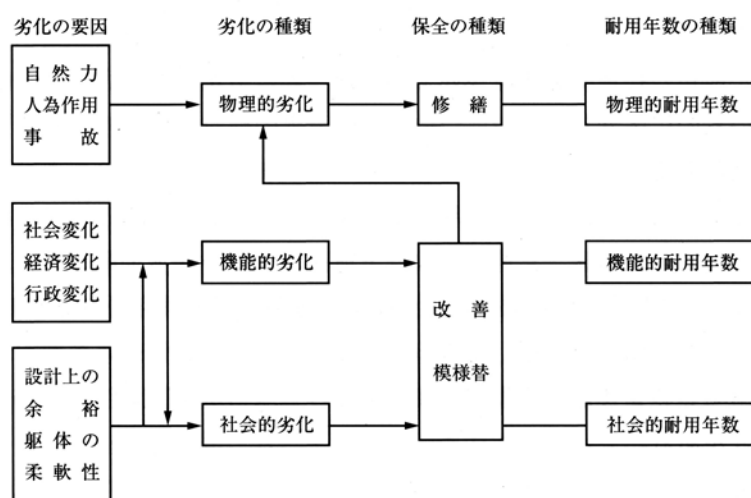 劣化の要因
劣化の種類
保全の種類
耐用年数の種類
自然力
人為作用
事故
物理的劣化
修繕
物理的耐用年数
社会変化
経済変化
行政変化
機能的劣化
改善
模様替
機能的耐用年数
設計上の
余裕
躯体の
柔軟性
社会的劣化
社会的耐用年数